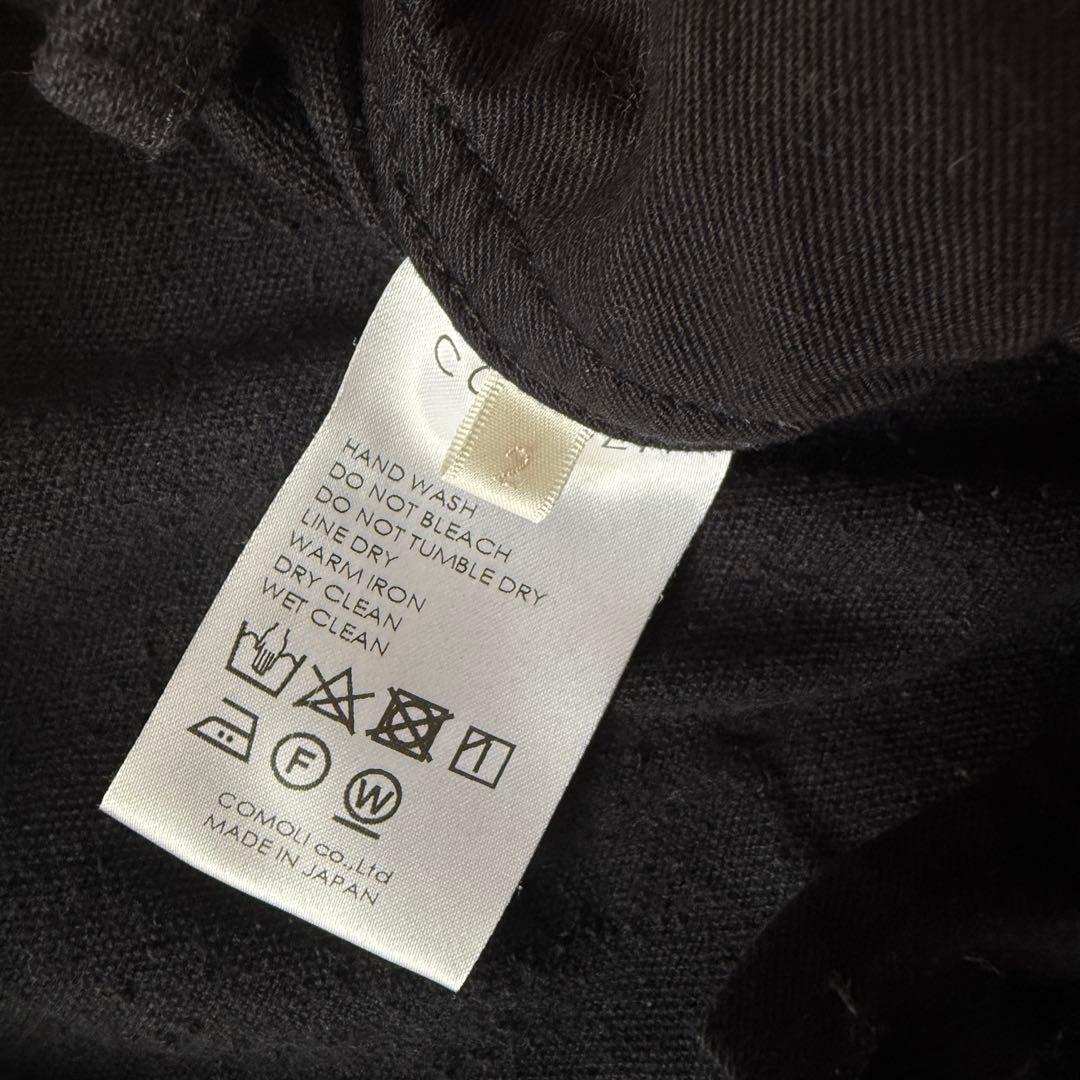 2
HAND WASH
DO NOT BLEACH
DO NOT TUMBLE DRY
LINE DRY
WARM IRON
DRY CLEAN
WET CLEAN
F
W
COMOLI co.,Ltd
MADE IN JAPAN